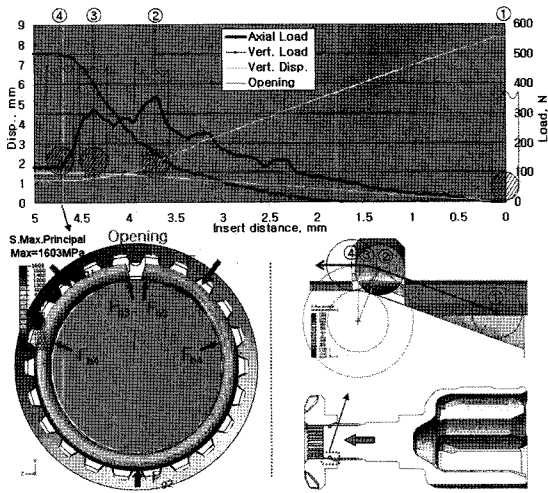 ④ ③ ② ①
9 600
8 500
7
6 400
5 300
4
3 200
2 100
1
0 0
Disp., mm
Load, N
Axial Load
Vert. Load
Vert. Disp.
Opening
5 4.5 4 3.5 3 2.5 2 1.5 1 0.5 0
Insert distance, mm
S.Max.Principal
Max=1603MPa
Opening
④ ③ ②
①